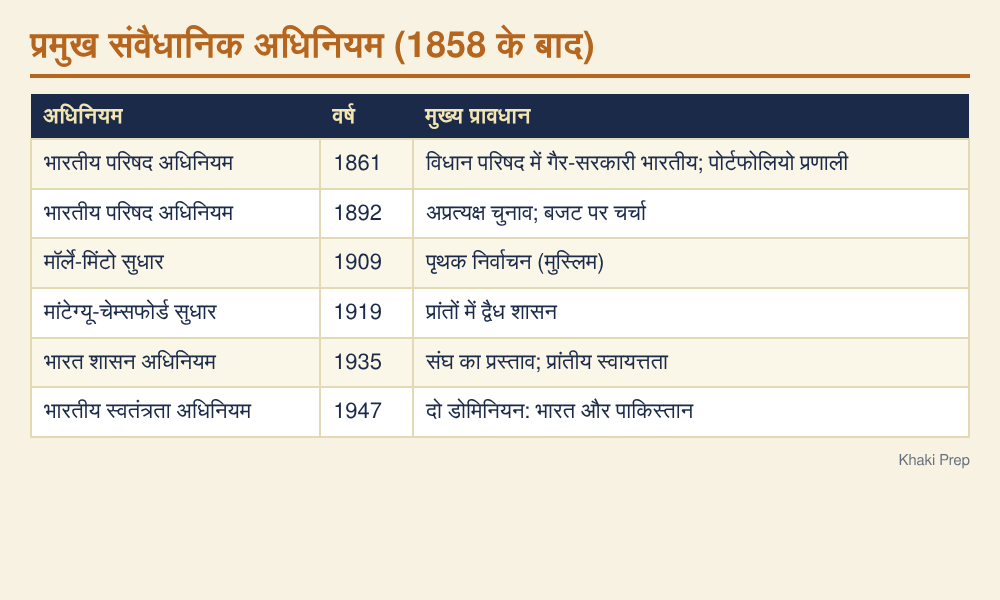 प्रमुख संवैधानिक अधिनियम (1858 के बाद)
अधिनियम वर्ष मुख्य प्रावधान
भारतीय परिषद अधिनियम 1861 विधान परिषद में गैर-सरकारी भारतीय; पोर्टफोलियो प्रणाली
भारतीय परिषद अधिनियम 1892 अप्रत्यक्ष चुनाव; बजट पर चर्चा
मॉर्ले-मिंटो सुधार 1909 पृथक निर्वाचन (मुस्लिम)
मांटेग्यू-चेम्सफोर्ड सुधार 1919 प्रांतों में द्वैध शासन
भारत शासन अधिनियम 1935 संघ का प्रस्ताव; प्रांतीय स्वायत्तता
भारतीय स्वतंत्रता अधिनियम 1947 दो डोमिनियन: भारत और पाकिस्तान
Khaki Prep